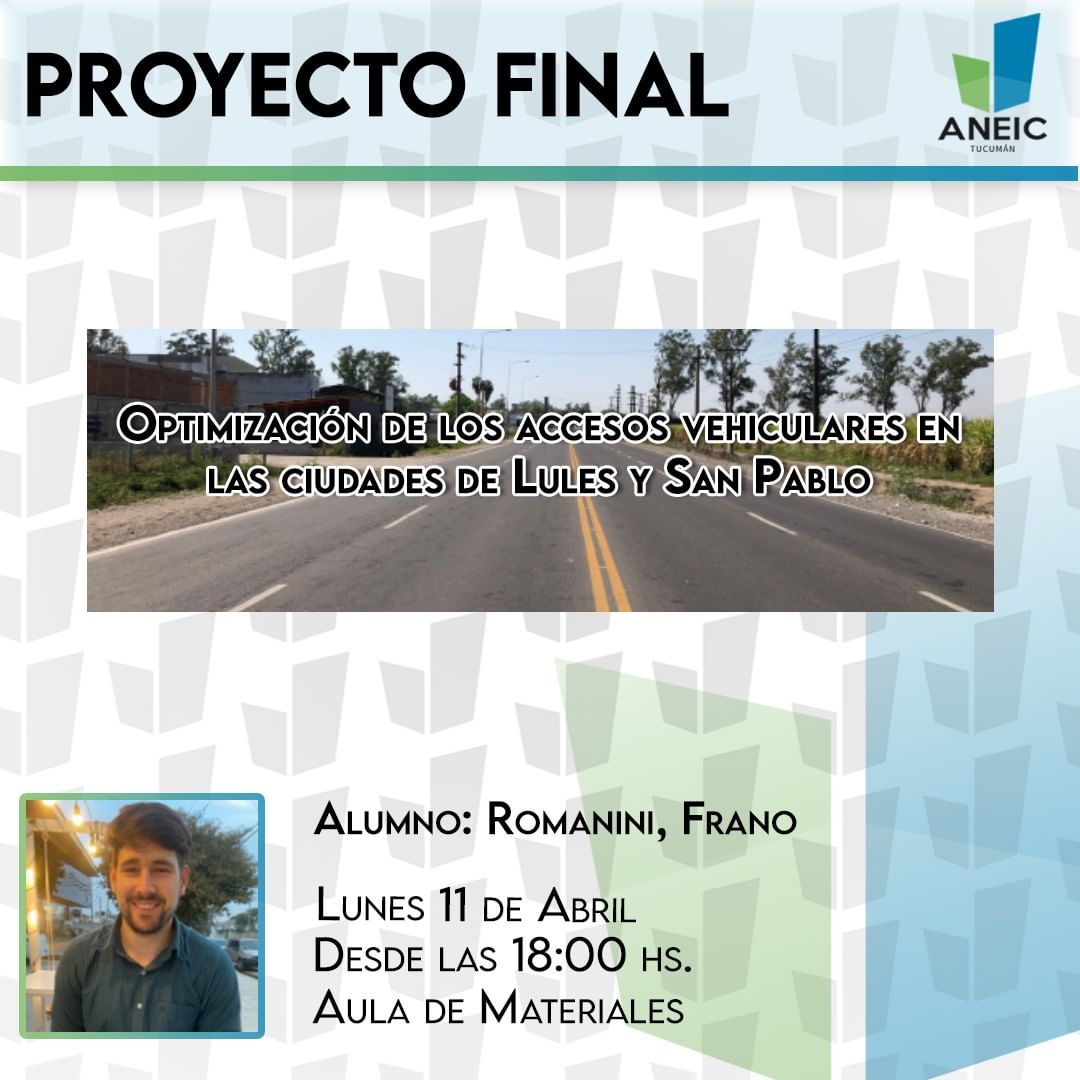 PROYECTO FINAL
ANEIC
TUCUMÁN
Optimización de los accesos vehiculares en
las ciudades de Lules y San Pablo
Alumno: Romanini, Frano
Lunes 11 de Abril
Desde las 18:00 hs.
Aula de Materiales